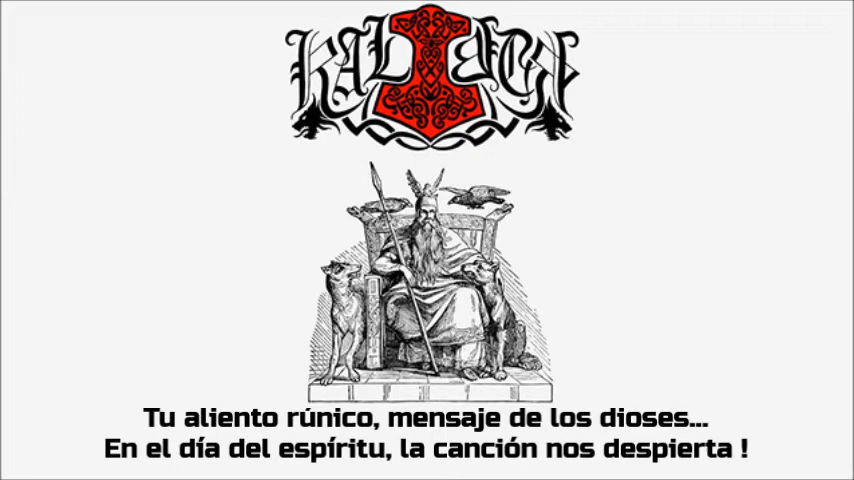 Tu aliento rúnico, mensaje de los dioses...
En el día del espíritu, la canción nos despierta !